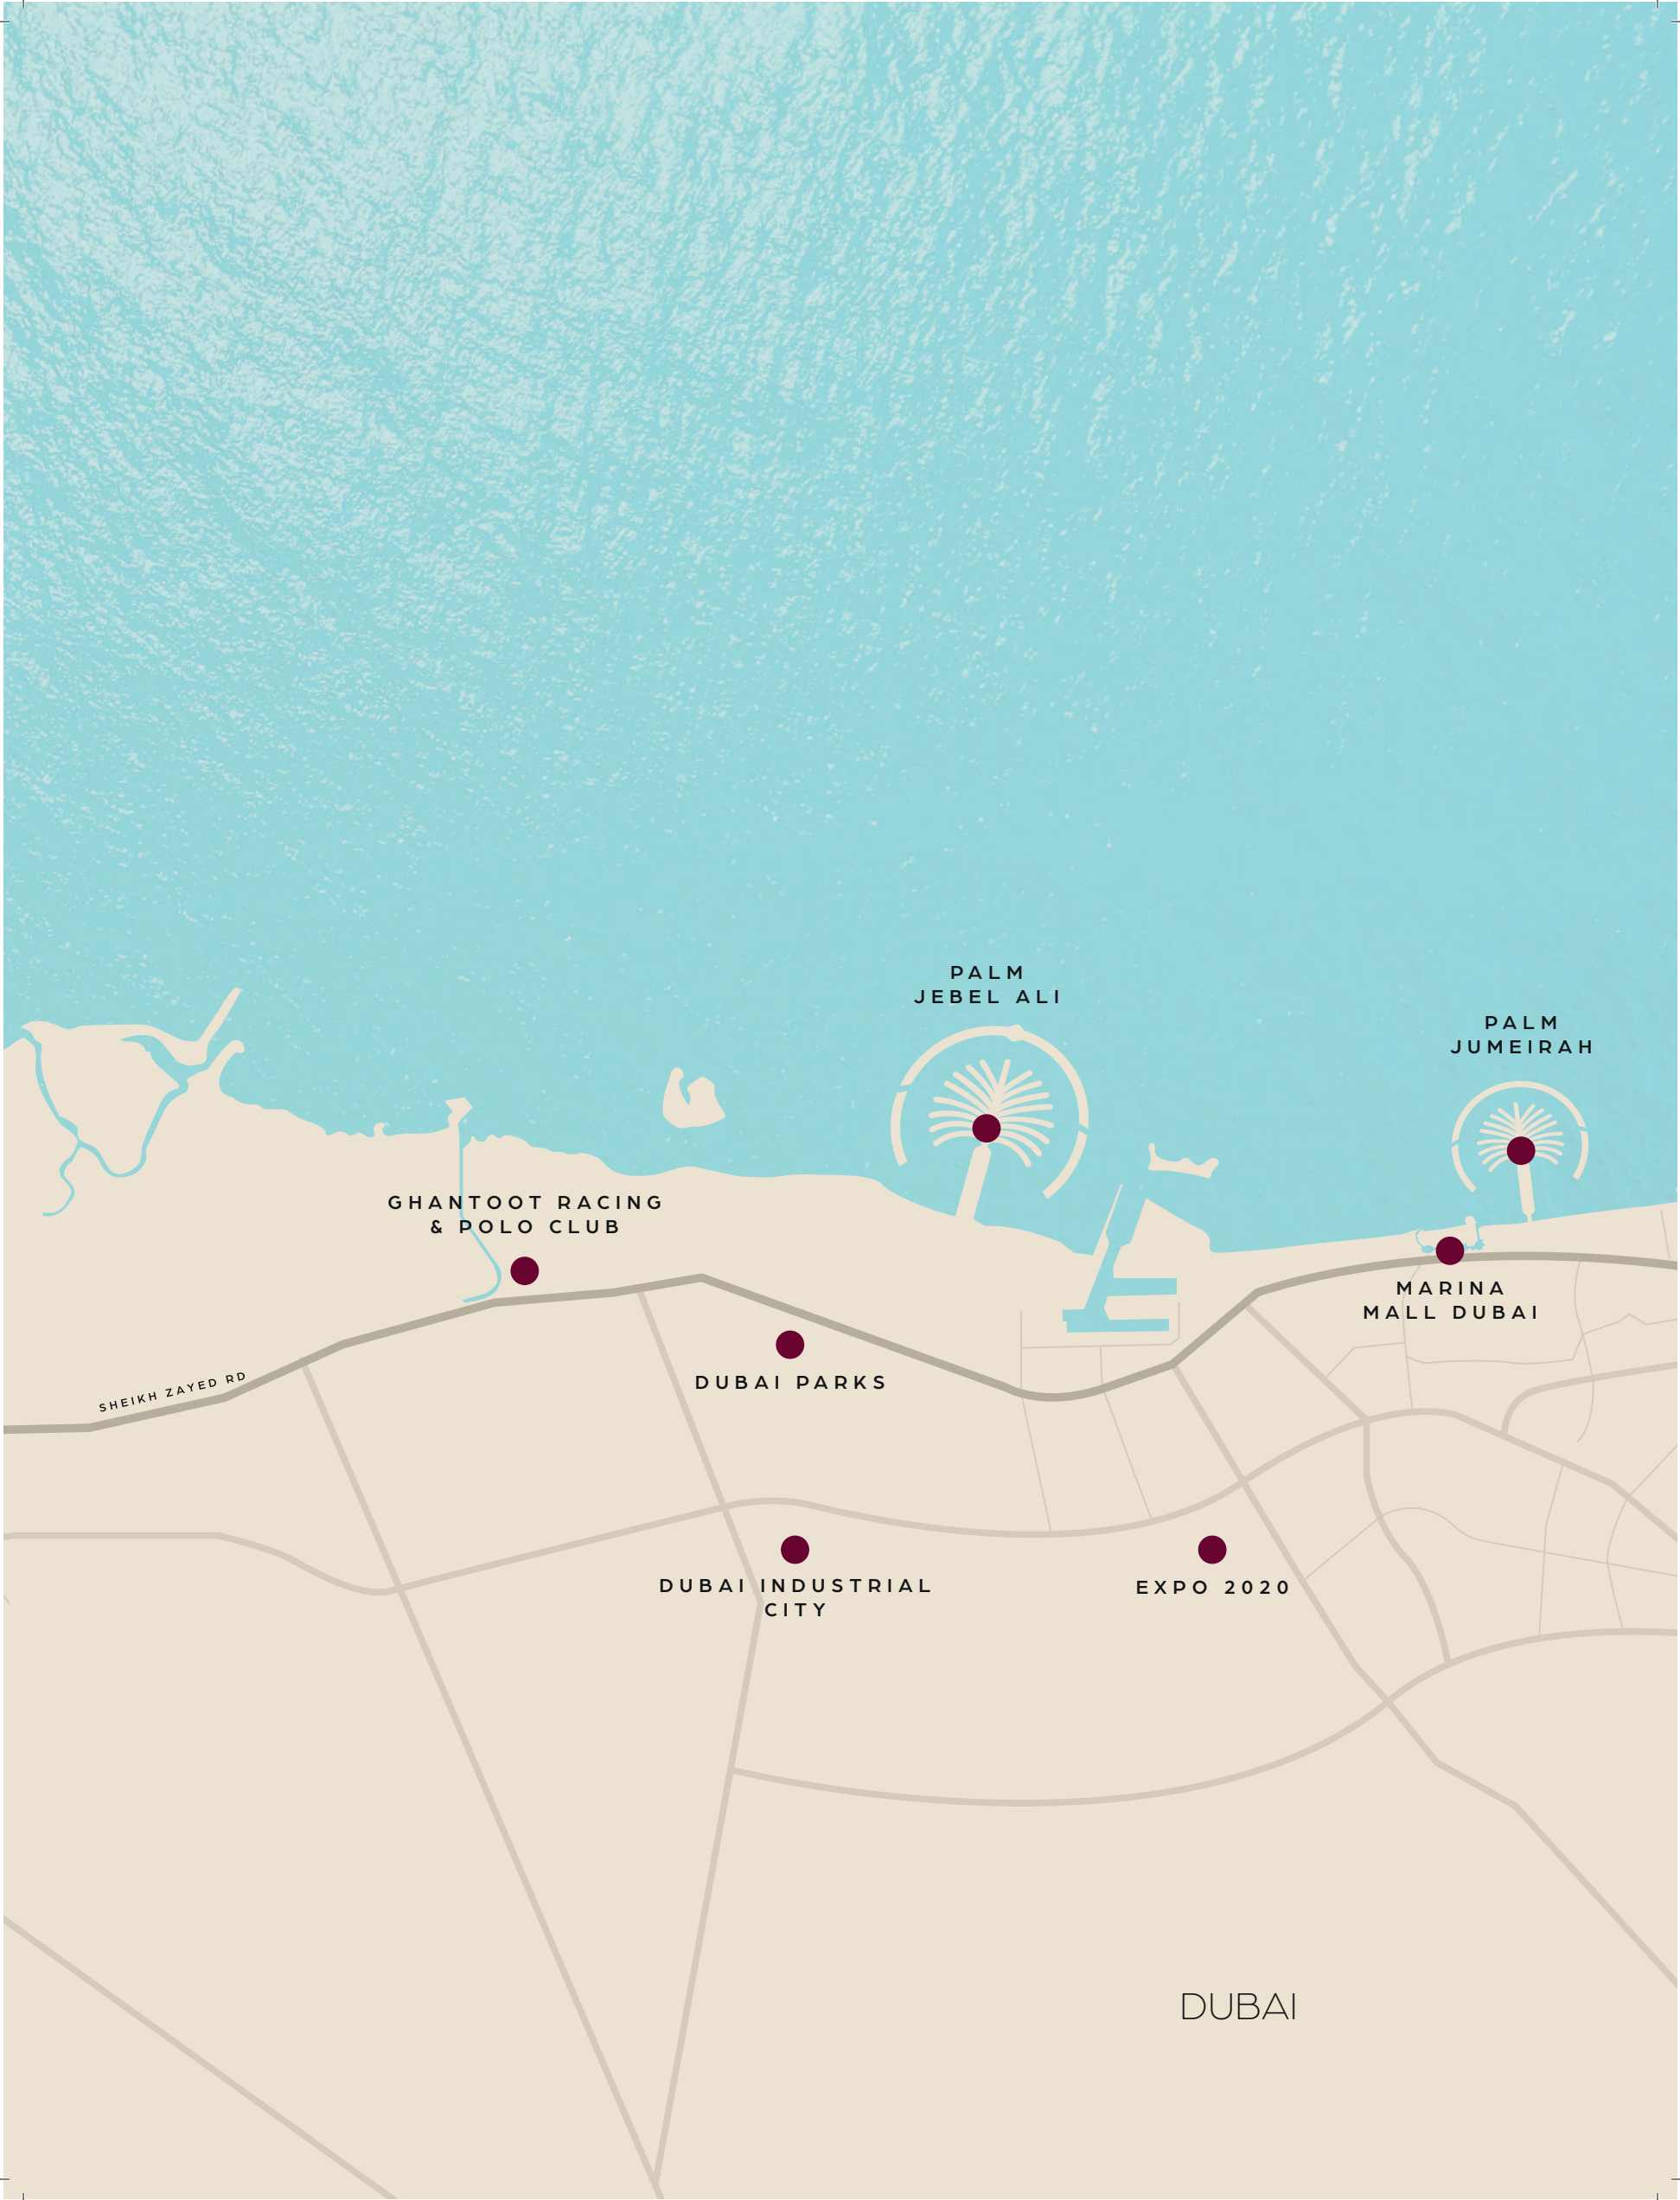 PALM
JEBEL ALI
PALM
JUMEIRAH
GHANTOOT RACING
& POLO CLUB
MARINA
MALL DUBAI
DUBAI PARKS
SHEIKH ZAYED RD
DUBAI INDUSTRIAL
CITY
EXPO 2020
DUBAI